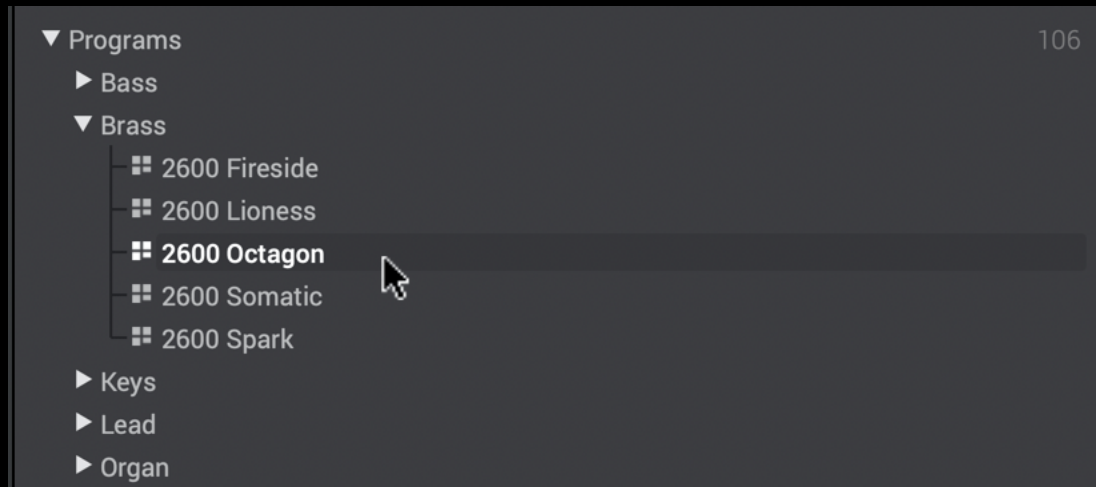 Programs 106
Bass
Brass
2600 Fireside
2600 Lioness
2600 Octagon
2600 Somatic
2600 Spark
Keys
Lead
Organ